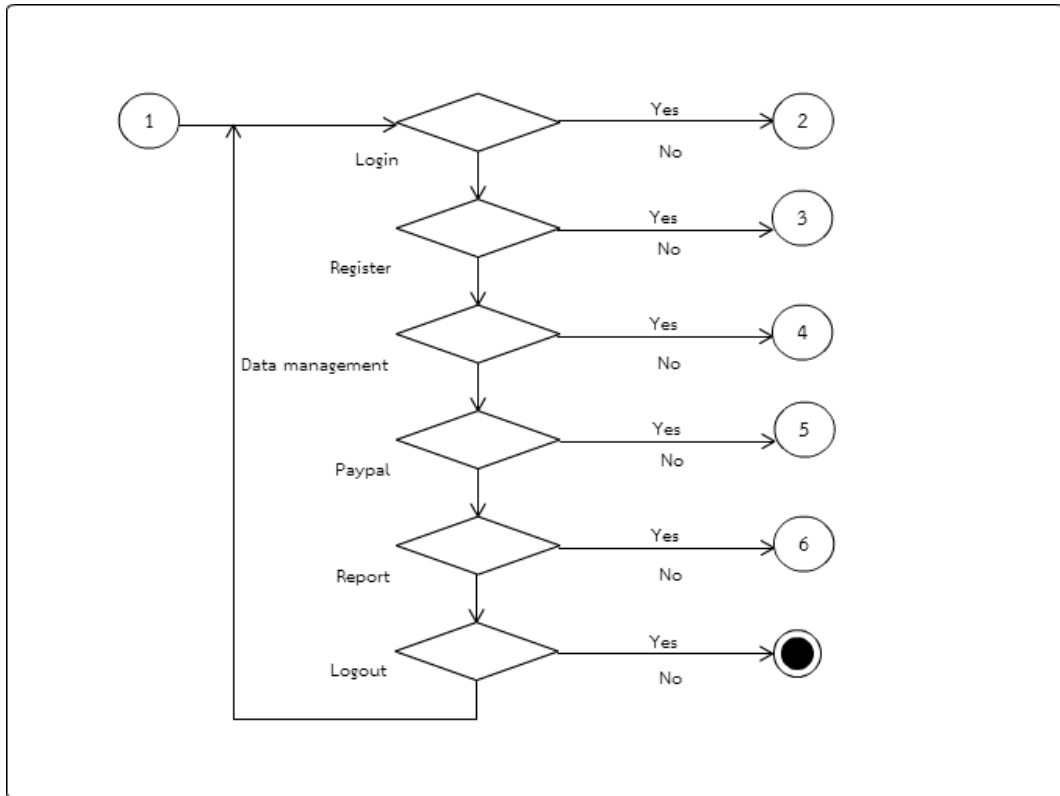 1
Yes
2
No
Login
Yes
3
No
Register
Yes
4
No
Data management
Yes
5
No
Paypal
Yes
6
No
Report
Yes
No
Logout